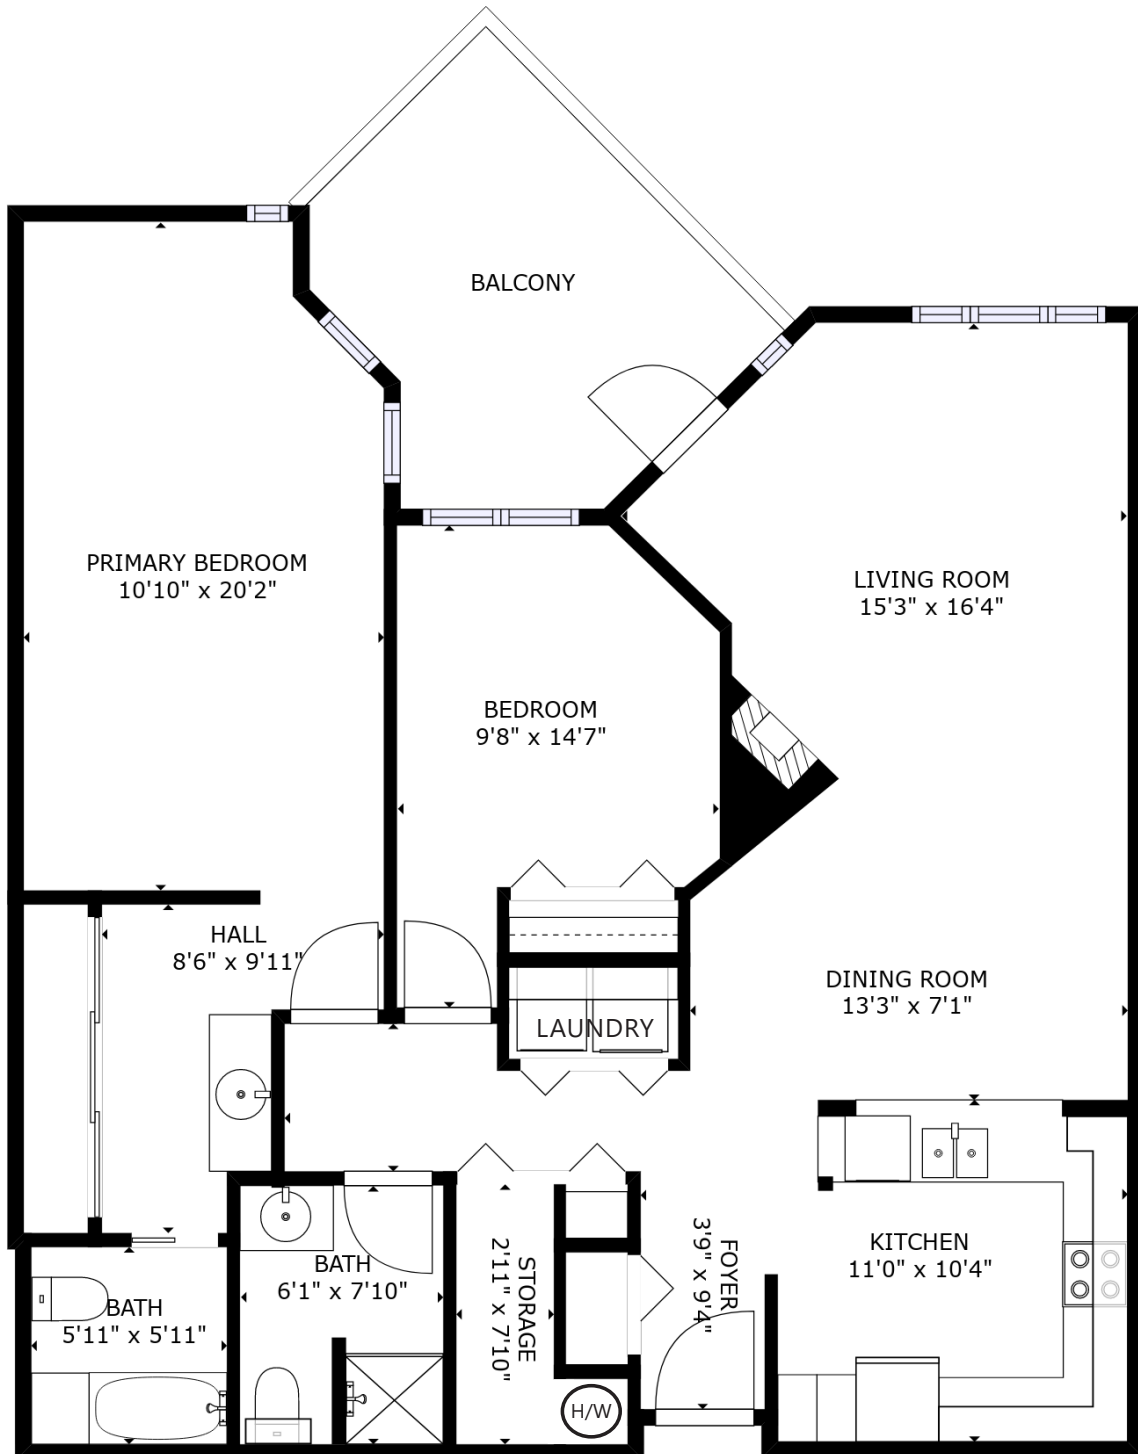 BALCONY
PRIMARY BEDROOM
10'10" x 20'2"
LIVING ROOM
15'3" x 16'4"
BEDROOM
9'8" x 14'7"
HALL
8'6" x 9'11"
DINING ROOM
13'3" x 7'1"
LAUNDRY
KITCHEN
11'0" x 10'4"
FOYER
3'9" x 9'4"
BATH
6'1" x 7'10"
STORAGE
2'11" x 7'10"
BATH
5'11" x 5'11"
H/W